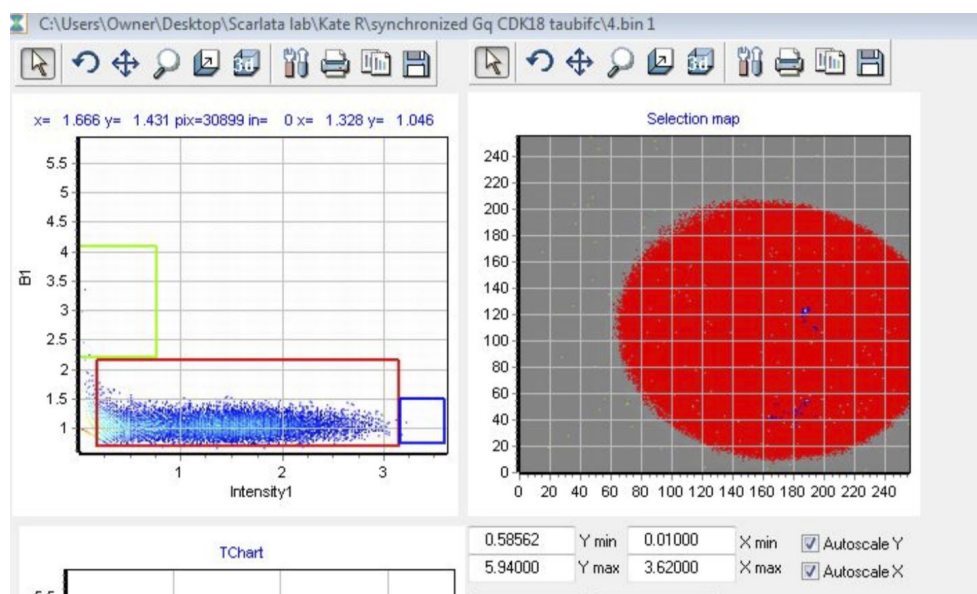 C:\Users\Owner\Desktop\Scarlata lab\Kate R\synchronized Gq CDK18 taubifc\4.bin 1
3d
3d
x= 1.666 y= 1.431 pix=30899 in= 0 x= 1.328 y= 1.046
5.5
5
4.5
4
3.5
3
2.5
2
1.5
1
B1
1 2 3
Intensity1
Selection map
240
220
200
180
160
140
120
100
80
60
40
20
0
0 20 40 60 80 100 120 140 160 180 200 220 240
0.58562 Y min 0.01000 X min Autoscale Y
5.94000 Y max 3.62000 X max Autoscale X
TChart
5.5